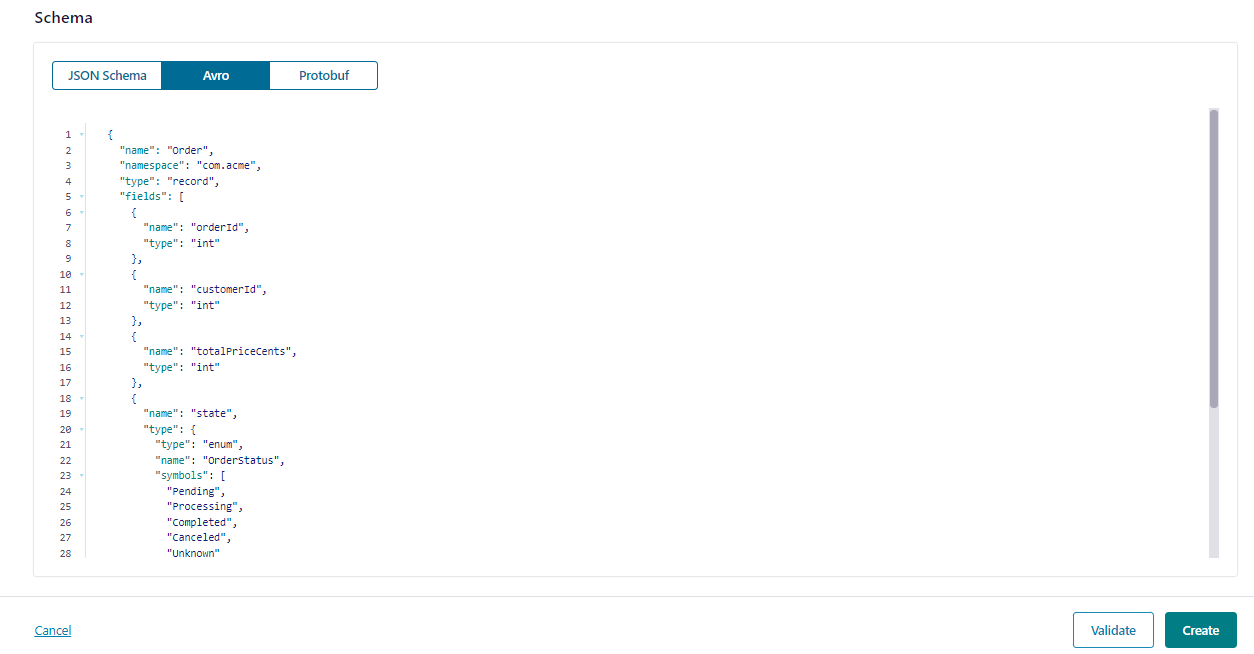 Schema
JSON Schema Avro Protobuf
1 {
2 "name": "Order",
3 "namespace": "com.acme",
4 "type": "record",
5 "fields": [
6 {
7 "name": "orderId",
8 "type": "int"
9 },
10 {
11 "name": "customerId",
12 "type": "int"
13 },
14 {
15 "name": "totalPriceCents",
16 "type": "int"
17 },
18 {
19 "name": "state",
20 "type": {
21 "type": "enum",
22 "name": "OrderStatus",
23 "symbols": [
24 "Pending",
25 "Processing",
26 "Completed",
27 "Canceled",
28 "Unknown"
Cancel Validate Create